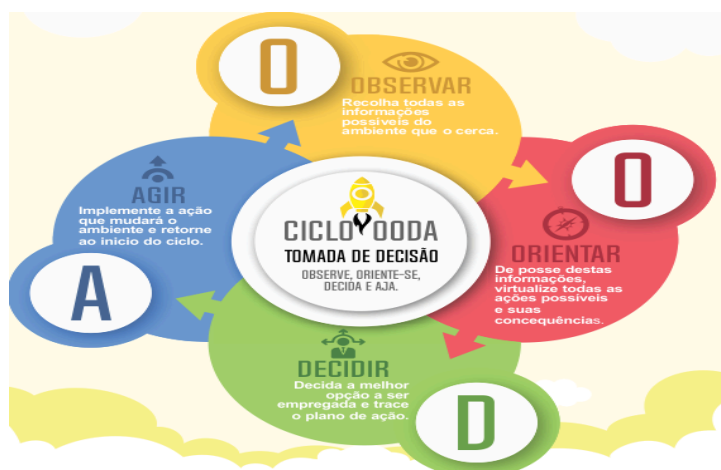 O
OBSERVAR
Recolha todas as
informações
possíveis do
ambiente que o cerca.
O
ORIENTAR
De posse destas
informações,
virtualize todas as
ações possíveis
e suas
concequências.
D
DECIDIR
Decida a melhor
opção a ser
empregada e trace
o plano de ação.
A
AGIR
Implemente a ação
que mudará o
ambiente e retorne
ao inicio do ciclo.
CICLO OODA
TOMADA DE DECISÃO
OBSERVE, ORIENTE-SE,
DECIDA E AJA.